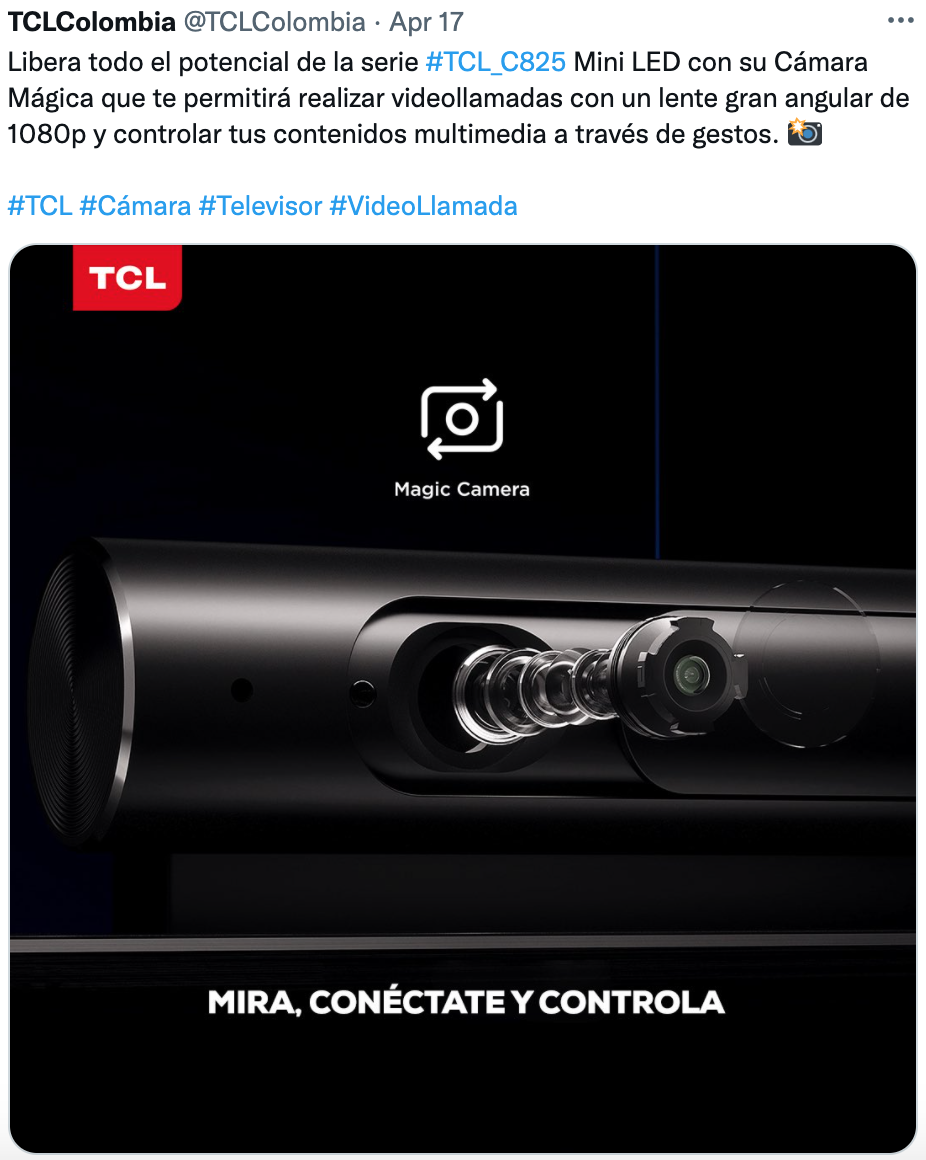 TCLColombia @TCLColombia · Apr 17
Libera todo el potencial de la serie #TCL_C825 Mini LED con su Cámara
Mágica que te permitirá realizar videollamadas con un lente gran angular de
1080p y controlar tus contenidos multimedia a través de gestos. 📸
#TCL #Cámara #Televisor #VideoLlamada
TCL
Magic Camera
MIRA, CONÉCTATE Y CONTROLA